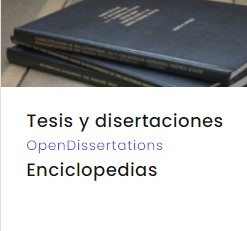 Tesis y disertaciones
OpenDissertations
Enciclopedias